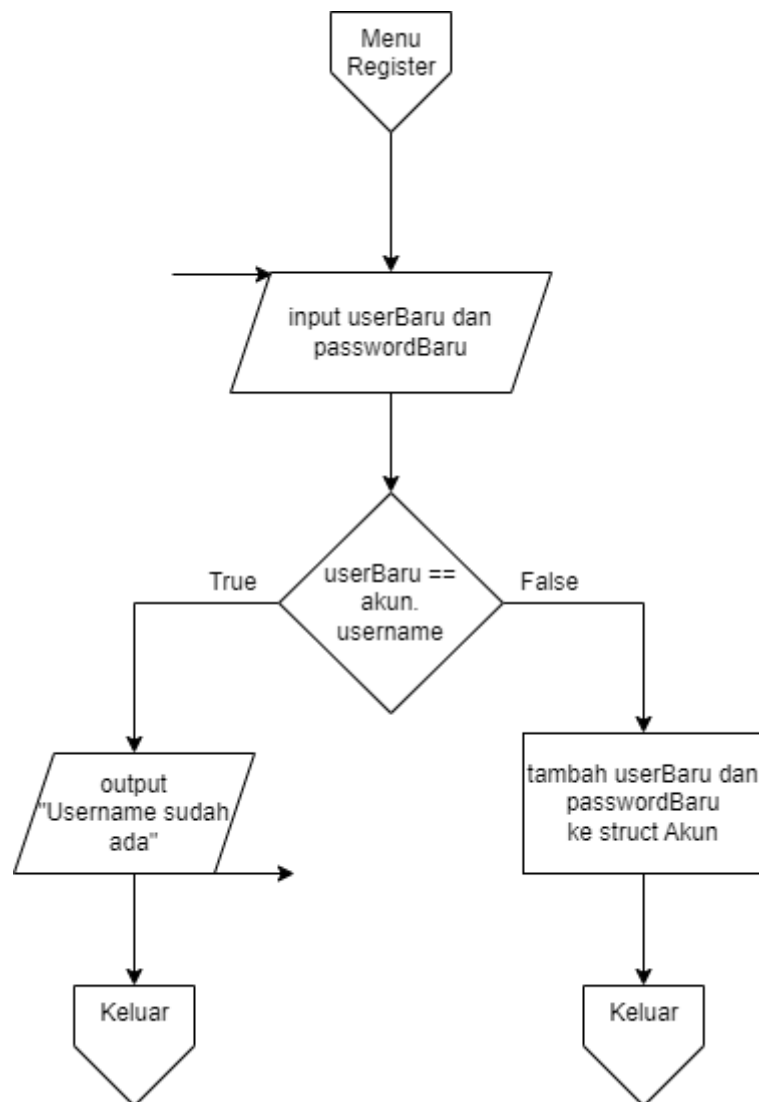 Menu
Register
input userBaru dan
passwordBaru
True
userBaru ==
akun.
username
False
output
"Username sudah
ada"
tambah userBaru dan
passwordBaru
ke struct Akun
Keluar
Keluar